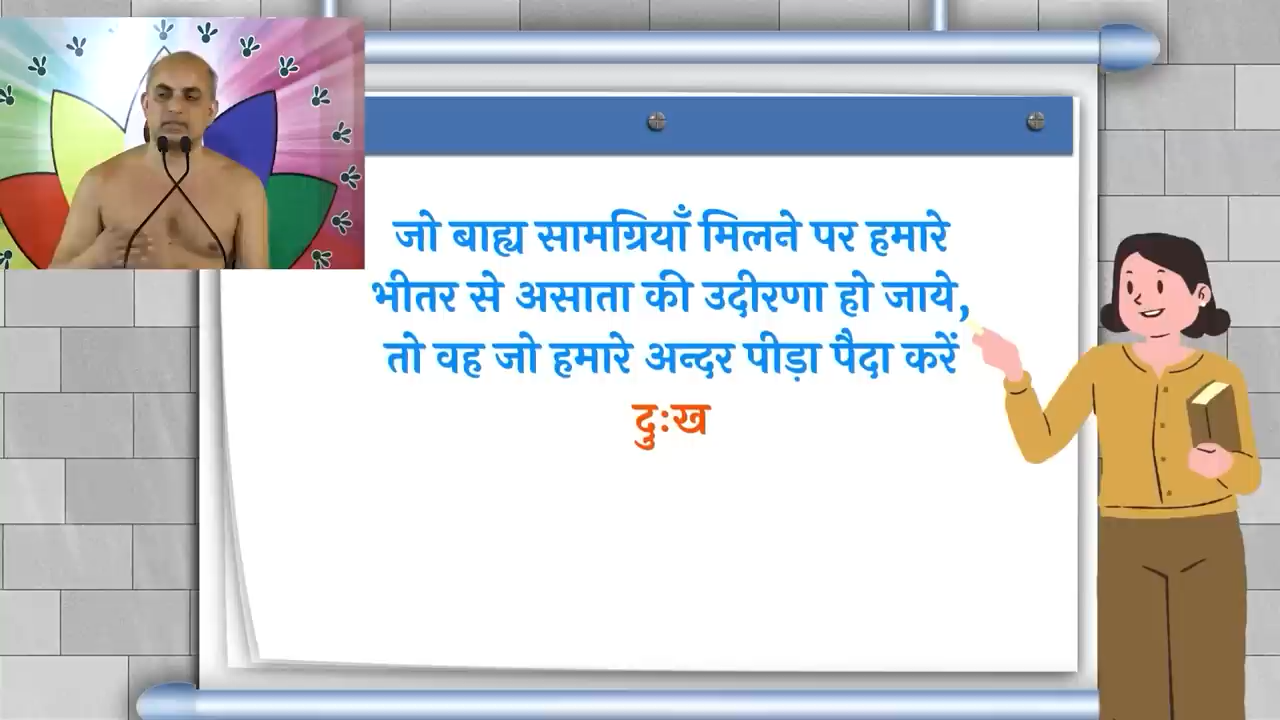 जो बाह्य सामग्रियाँ मिलने पर हमारे
भीतर से असाता की उदीरणा हो जाये,
तो वह जो हमारे अन्दर पीड़ा पैदा करें
दुःख